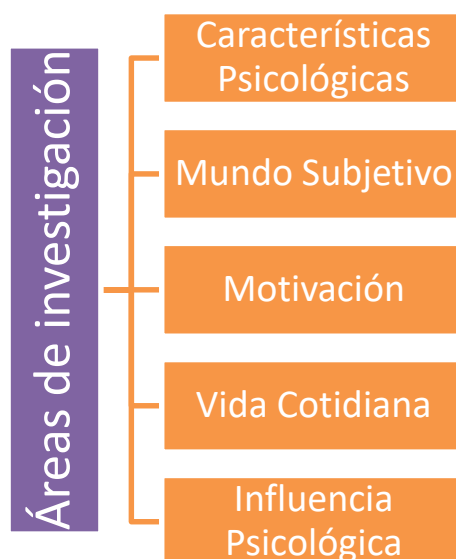 Áreas de investigación
Características
Psicológicas
Mundo Subjetivo
Motivación
Vida Cotidiana
Influencia
Psicológica